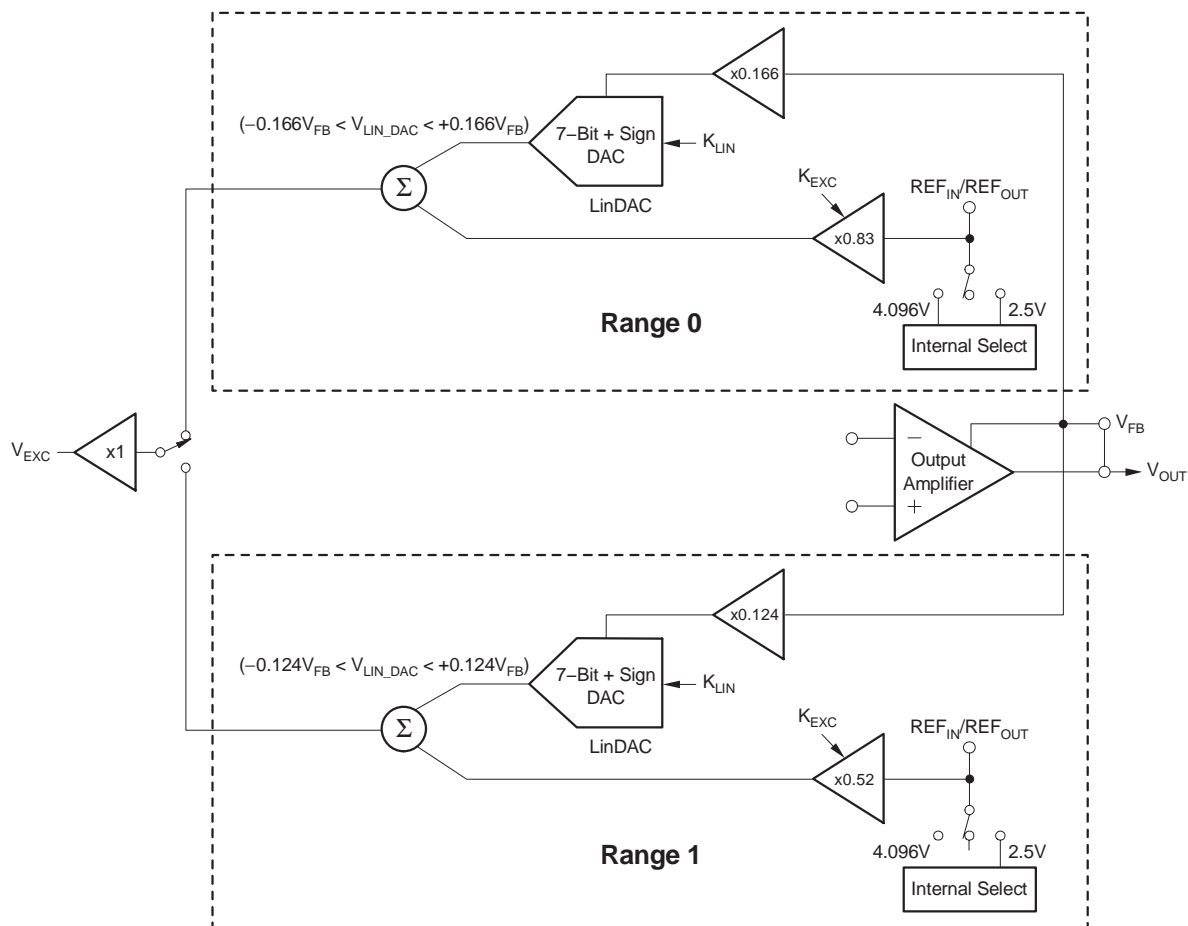 x0.166
(−0.166V_FB < V_LIN_DAC < +0.166V_FB)
7−Bit + Sign
DAC
K_LIN
LinDAC
Σ
K_EXC
x0.83
REF_IN/REF_OUT
4.096V
2.5V
Internal Select
Range 0
V_EXC
x1
−
Output
Amplifier
+
V_FB
V_OUT
x0.124
(−0.124V_FB < V_LIN_DAC < +0.124V_FB)
7−Bit + Sign
DAC
K_LIN
LinDAC
Σ
K_EXC
x0.52
REF_IN/REF_OUT
4.096V
2.5V
Internal Select
Range 1